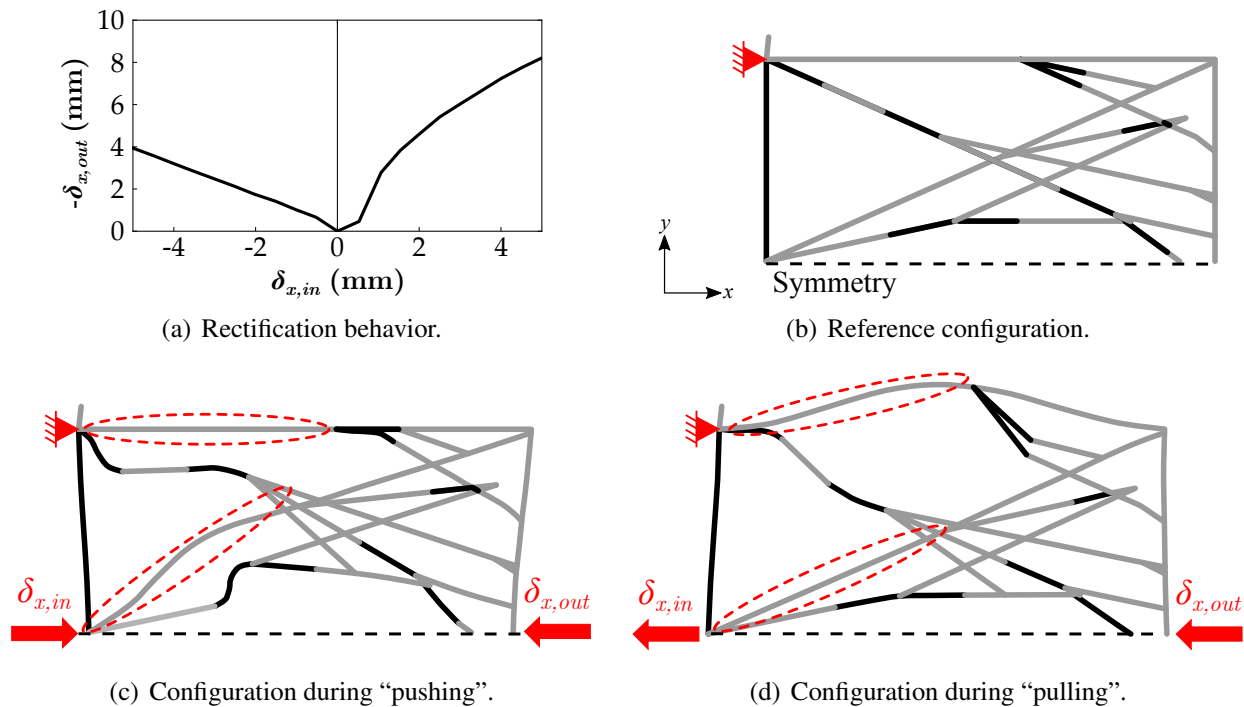 10
8
6
4
2
0
-δx,out (mm)
-4 -2 0 2 4
δx,in (mm)
(a) Rectification behavior.
y
x
Symmetry
(b) Reference configuration.
δx,in
δx,out
(c) Configuration during “pushing”.
δx,in
δx,out
(d) Configuration during “pulling”.